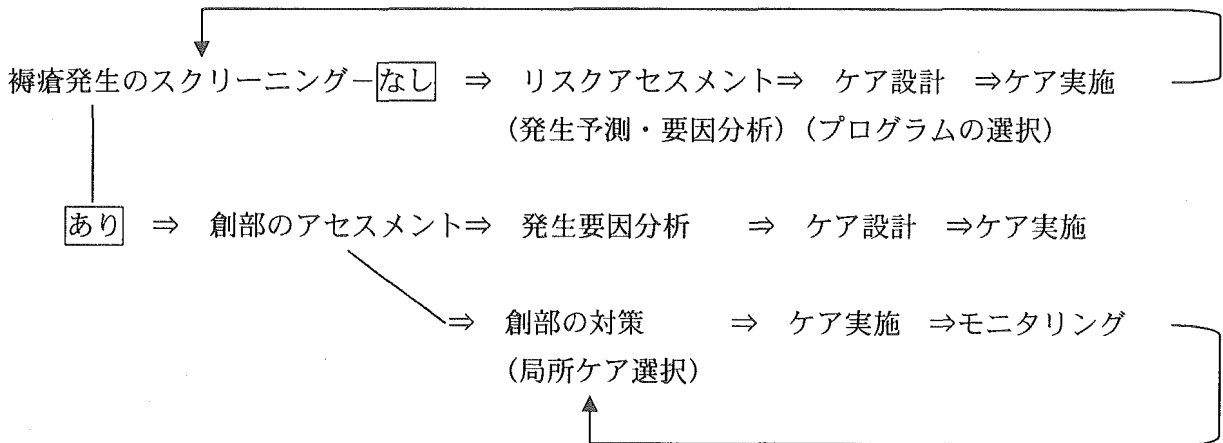 褥瘡発生のスクリーニング－なし ⇒ リスクアセスメント⇒ ケア設計 ⇒ケア実施
（発生予測・要因分析）（プログラムの選択）
あり ⇒ 創部のアセスメント⇒ 発生要因分析 ⇒ ケア設計 ⇒ケア実施
⇒ 創部の対策 ⇒ ケア実施 ⇒モニタリング
（局所ケア選択）